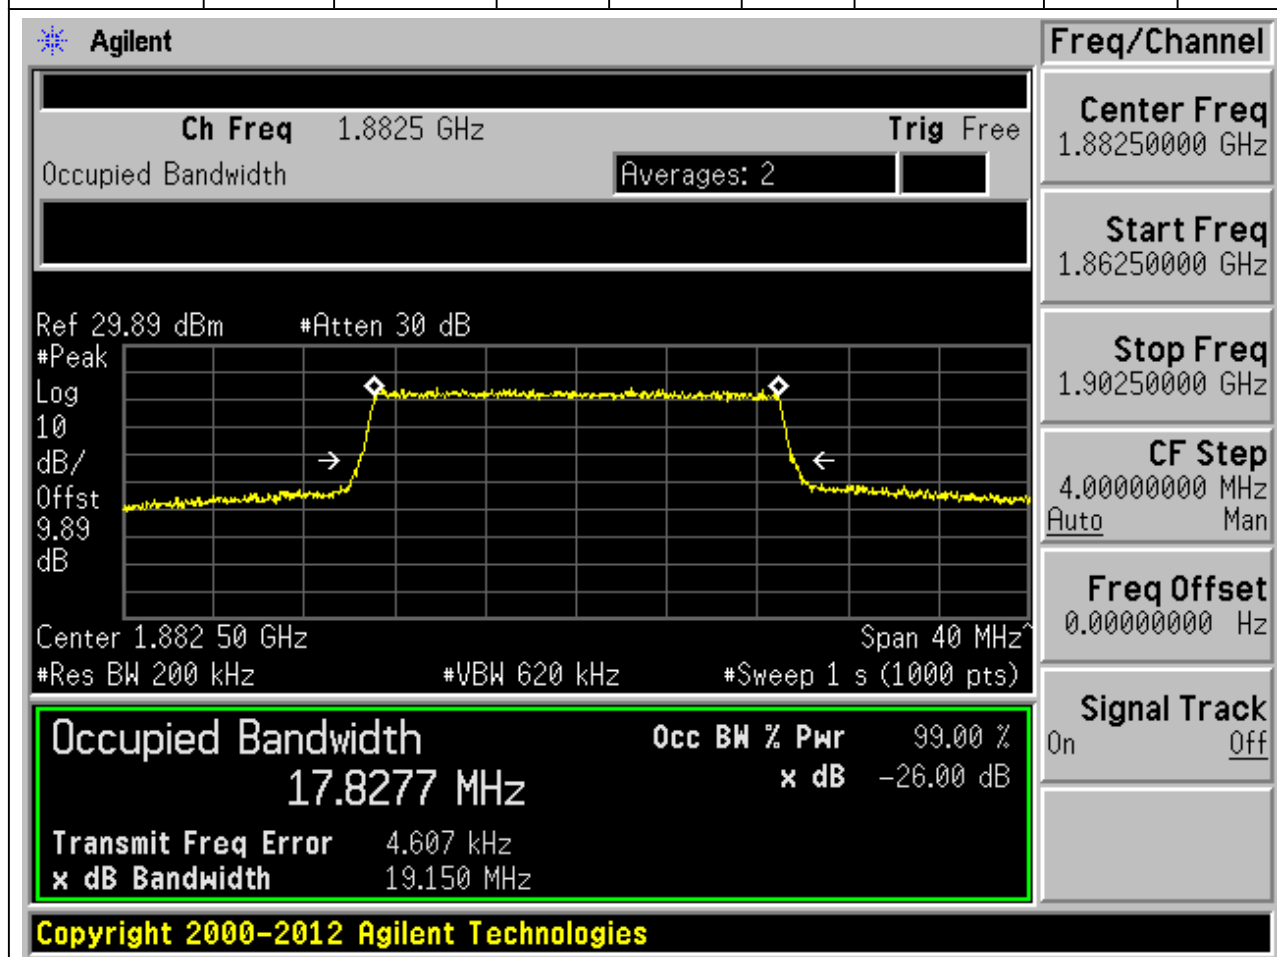 Agilent
Freq/Channel
Ch Freq 1.8825 GHz Trig Free
Occupied Bandwidth Averages: 2
Center Freq
1.88250000 GHz
Start Freq
1.86250000 GHz
Stop Freq
1.90250000 GHz
CF Step
4.00000000 MHz
Auto Man
Freq Offset
0.00000000 Hz
Signal Track
On Off
Ref 29.89 dBm #Atten 30 dB
#Peak
Log
10
dB/
Offst
9.89
dB
Center 1.882 50 GHz Span 40 MHz^
#Res BW 200 kHz #VBW 620 kHz #Sweep 1 s (1000 pts)
Occupied Bandwidth Occ BW % Pwr 99.00 %
17.8277 MHz x dB -26.00 dB
Transmit Freq Error 4.607 kHz
x dB Bandwidth 19.150 MHz
Copyright 2000-2012 Agilent Technologies